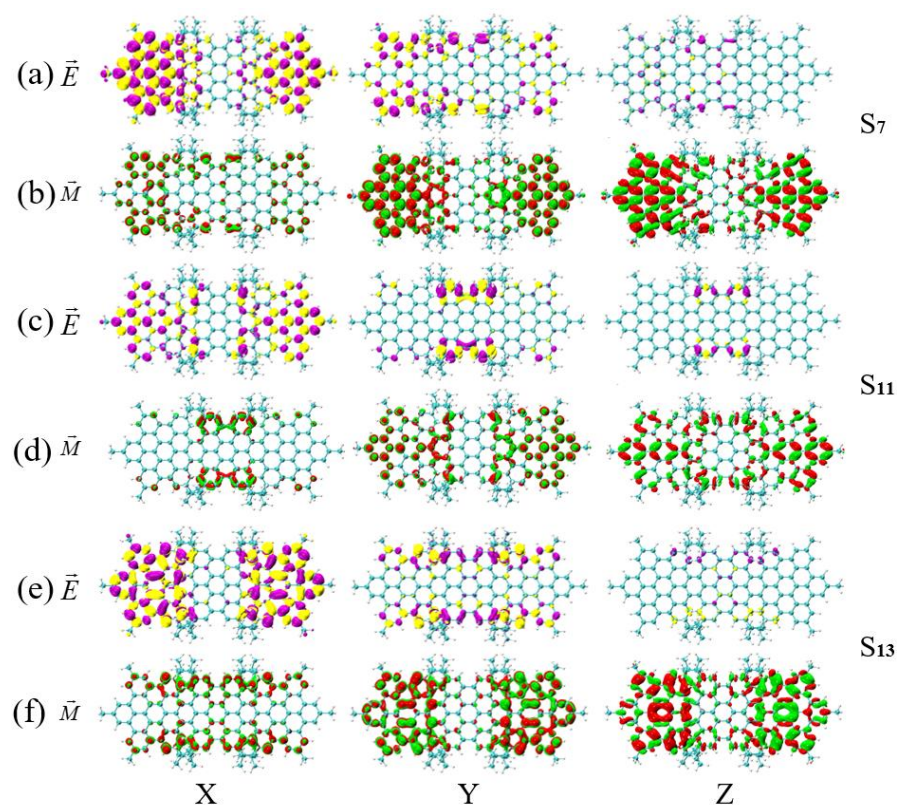 (a) E⃗
S₇
(b) M⃗
(c) E⃗
S₁₁
(d) M⃗
(e) E⃗
S₁₃
(f) M⃗
X Y Z